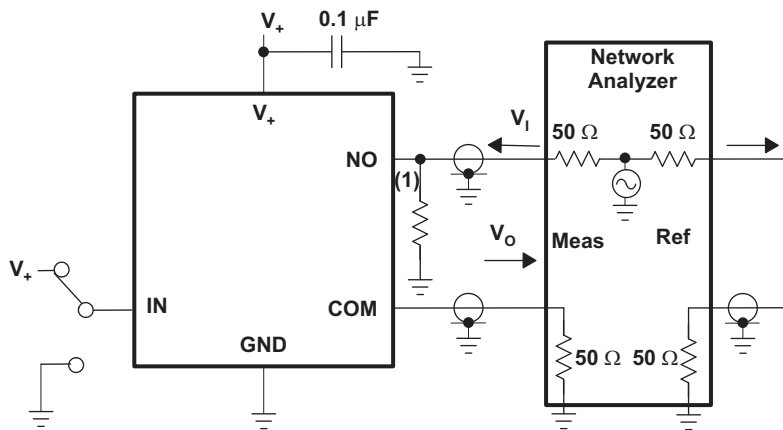 V+
0.1 μF
V+
Network
Analyzer
VI
50 Ω
50 Ω
NO
(1)
VO
Meas
Ref
V+
IN
COM
GND
50 Ω
50 Ω